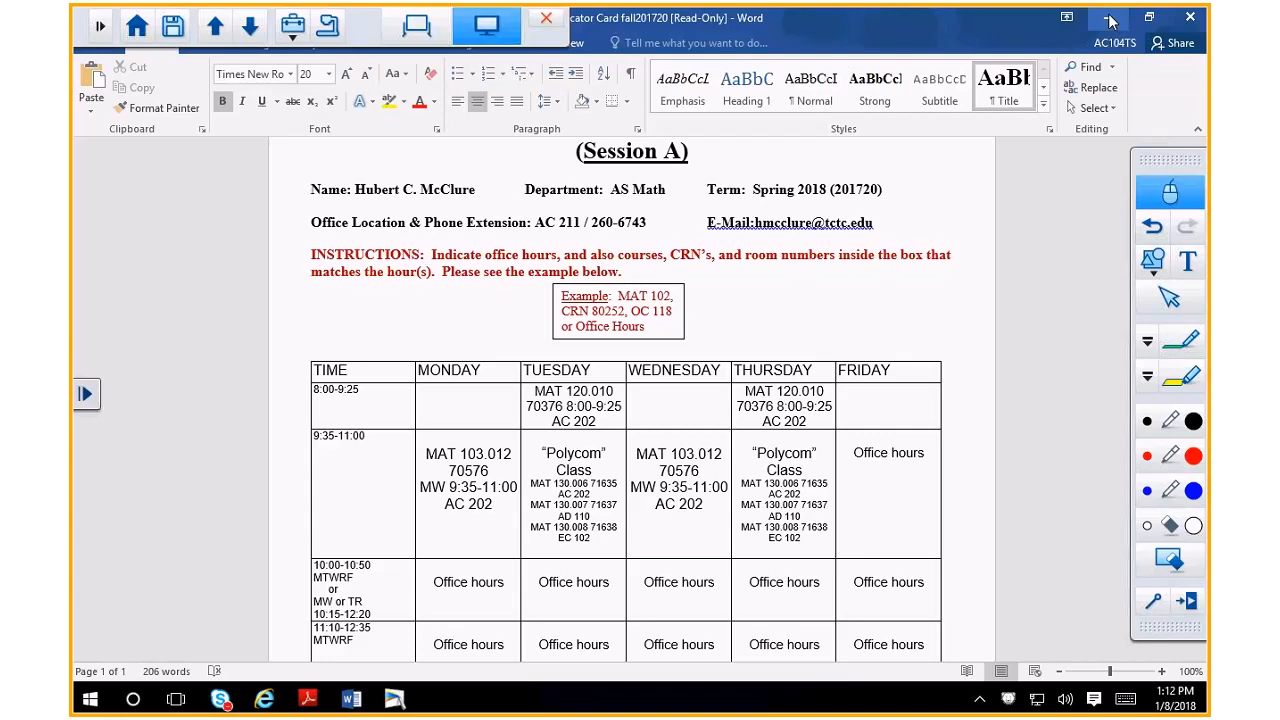 icator Card fall201720 [Read-Only] - Word
ew
Tell me what you want to do...
AC104TS
Share
Paste
Cut
Copy
Format Painter
Clipboard
Times New Ro
20
Aa
B I U abc x₂ x²
Font
Paragraph
AaBbCcI
Emphasis
AaBbC
Heading 1
AaBbCcI
¶ Normal
AaBbCcI
Strong
AaBbCcD
Subtitle
AaBb
¶ Title
Styles
Find
Replace
Select
Editing
(Session A)
Name: Hubert C. McClure Department: AS Math Term: Spring 2018 (201720)
Office Location & Phone Extension: AC 211 / 260-6743 E-Mail:hmcclure@tctc.edu
INSTRUCTIONS: Indicate office hours, and also courses, CRN's, and room numbers inside the box that
matches the hour(s). Please see the example below.
Example: MAT 102,
CRN 80252, OC 118
or Office Hours
TIME MONDAY TUESDAY WEDNESDAY THURSDAY FRIDAY
8:00-9:25
MAT 120.010
70376 8:00-9:25
AC 202
MAT 120.010
70376 8:00-9:25
AC 202
9:35-11:00
MAT 103.012
70576
MW 9:35-11:00
AC 202
“Polycom”
Class
MAT 130.006 71635
AC 202
MAT 130.007 71637
AD 110
MAT 130.008 71638
EC 102
MAT 103.012
70576
MW 9:35-11:00
AC 202
“Polycom”
Class
MAT 130.006 71635
AC 202
MAT 130.007 71637
AD 110
MAT 130.008 71638
EC 102
Office hours
10:00-10:50
MTWRF
or
MW or TR
10:15-12:20
Office hours
Office hours
Office hours
Office hours
Office hours
11:10-12:35
MTWRF
Office hours
Office hours
Office hours
Office hours
Office hours
T
Page 1 of 1 206 words
100%
1:12 PM
1/8/2018